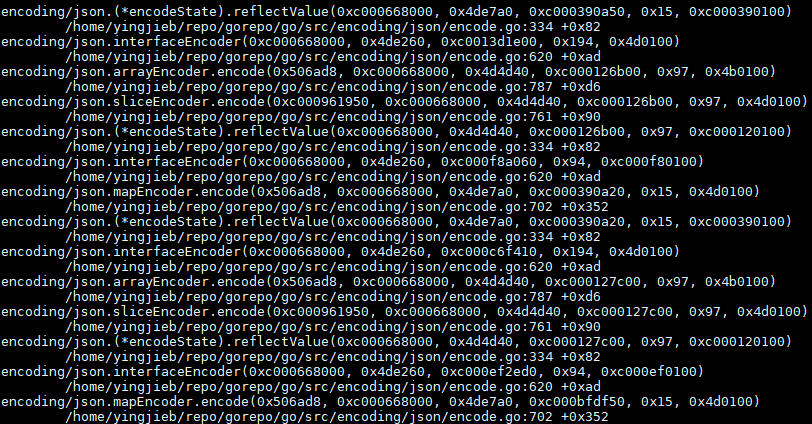 encoding/json.(*encodeState).reflectValue(0xc000668000, 0x4de7a0, 0xc000390a50, 0x15, 0xc000390100)
/home/yingjieb/repo/gorepo/go/src/encoding/json/encode.go:334 +0x82
encoding/json.interfaceEncoder(0xc000668000, 0x4de260, 0xc0013d1e00, 0x194, 0x4d0100)
/home/yingjieb/repo/gorepo/go/src/encoding/json/encode.go:620 +0xad
encoding/json.arrayEncoder.encode(0x506ad8, 0xc000668000, 0x4d4d40, 0xc000126b00, 0x97, 0x4b0100)
/home/yingjieb/repo/gorepo/go/src/encoding/json/encode.go:787 +0xd6
encoding/json.sliceEncoder.encode(0xc000961950, 0xc000668000, 0x4d4d40, 0xc000126b00, 0x97, 0x4d0100)
/home/yingjieb/repo/gorepo/go/src/encoding/json/encode.go:761 +0x90
encoding/json.(*encodeState).reflectValue(0xc000668000, 0x4d4d40, 0xc000126b00, 0x97, 0xc000120100)
/home/yingjieb/repo/gorepo/go/src/encoding/json/encode.go:334 +0x82
encoding/json.interfaceEncoder(0xc000668000, 0x4de260, 0xc000f8a060, 0x94, 0xc000f80100)
/home/yingjieb/repo/gorepo/go/src/encoding/json/encode.go:620 +0xad
encoding/json.mapEncoder.encode(0x506ad8, 0xc000668000, 0x4de7a0, 0xc000390a20, 0x15, 0x4d0100)
/home/yingjieb/repo/gorepo/go/src/encoding/json/encode.go:702 +0x352
encoding/json.(*encodeState).reflectValue(0xc000668000, 0x4de7a0, 0xc000390a20, 0x15, 0xc000390100)
/home/yingjieb/repo/gorepo/go/src/encoding/json/encode.go:334 +0x82
encoding/json.interfaceEncoder(0xc000668000, 0x4de260, 0xc000c6f410, 0x194, 0x4d0100)
/home/yingjieb/repo/gorepo/go/src/encoding/json/encode.go:620 +0xad
encoding/json.arrayEncoder.encode(0x506ad8, 0xc000668000, 0x4d4d40, 0xc000127c00, 0x97, 0x4b0100)
/home/yingjieb/repo/gorepo/go/src/encoding/json/encode.go:787 +0xd6
encoding/json.sliceEncoder.encode(0xc000961950, 0xc000668000, 0x4d4d40, 0xc000127c00, 0x97, 0x4d0100)
/home/yingjieb/repo/gorepo/go/src/encoding/json/encode.go:761 +0x90
encoding/json.(*encodeState).reflectValue(0xc000668000, 0x4d4d40, 0xc000127c00, 0x97, 0xc000120100)
/home/yingjieb/repo/gorepo/go/src/encoding/json/encode.go:334 +0x82
encoding/json.interfaceEncoder(0xc000668000, 0x4de260, 0xc000ef2ed0, 0x94, 0xc000ef0100)
/home/yingjieb/repo/gorepo/go/src/encoding/json/encode.go:620 +0xad
encoding/json.mapEncoder.encode(0x506ad8, 0xc000668000, 0x4de7a0, 0xc000bfdf50, 0x15, 0x4d0100)
/home/yingjieb/repo/gorepo/go/src/encoding/json/encode.go:702 +0x352